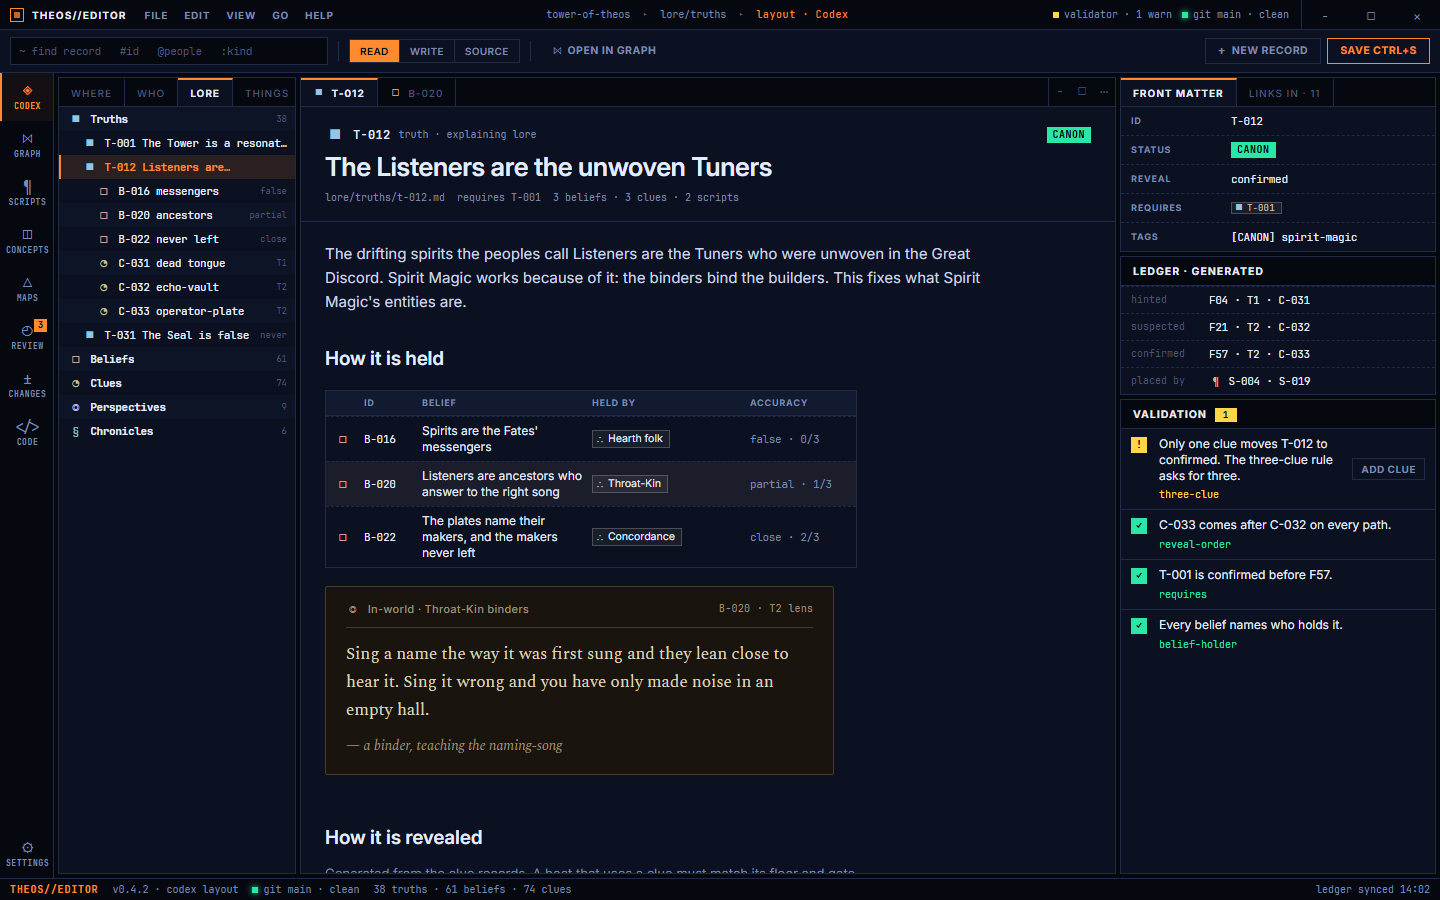 THEOS//EDITOR FILE EDIT VIEW GO HELP
tower-of-theos ▸ lore/truths ▸ layout · Codex
validator · 1 warn git main · clean
~ find record #id @people :kind
READ WRITE SOURCE
OPEN IN GRAPH
+ NEW RECORD
SAVE CTRL+S
CODEX
GRAPH
SCRIPTS
CONCEPTS
MAPS
3
REVIEW
CHANGES
CODE
SETTINGS
WHERE WHO LORE THINGS
Truths 38
T-001 The Tower is a resonat…
T-012 Listeners are…
B-016 messengers false
B-020 ancestors partial
B-022 never left close
C-031 dead tongue T1
C-032 echo-vault T2
C-033 operator-plate T2
T-031 The Seal is false never
Beliefs 61
Clues 74
Perspectives 9
§ Chronicles 6
T-012 B-020
T-012 truth · explaining lore
CANON
The Listeners are the unwoven Tuners
lore/truths/t-012.md requires T-001 3 beliefs · 3 clues · 2 scripts
The drifting spirits the peoples call Listeners are the Tuners who were unwoven in the Great
Discord. Spirit Magic works because of it: the binders bind the builders. This fixes what Spirit
Magic's entities are.
How it is held
ID BELIEF HELD BY ACCURACY
B-016 Spirits are the Fates' messengers ∴ Hearth folk false · 0/3
B-020 Listeners are ancestors who answer to the right song ∴ Throat-Kin partial · 1/3
B-022 The plates name their makers, and the makers never left ∴ Concordance close · 2/3
In-world · Throat-Kin binders B-020 · T2 lens
Sing a name the way it was first sung and they lean close to
hear it. Sing it wrong and you have only made noise in an
empty hall.
— a binder, teaching the naming-song
How it is revealed
Generated from the clue records. A beat that uses a clue must match its floor and gate.
FRONT MATTER LINKS IN · 11
ID T-012
STATUS CANON
REVEAL confirmed
REQUIRES T-001
TAGS [CANON] spirit-magic
LEDGER · GENERATED
hinted F04 · T1 · C-031
suspected F21 · T2 · C-032
confirmed F57 · T2 · C-033
placed by ¶ S-004 · S-019
VALIDATION 1
! Only one clue moves T-012 to
confirmed. The three-clue rule
asks for three.
three-clue
ADD CLUE
✓ C-033 comes after C-032 on every path.
reveal-order
✓ T-001 is confirmed before F57.
requires
✓ Every belief names who holds it.
belief-holder
THEOS//EDITOR v0.4.2 · codex layout git main · clean 38 truths · 61 beliefs · 74 clues
ledger synced 14:02